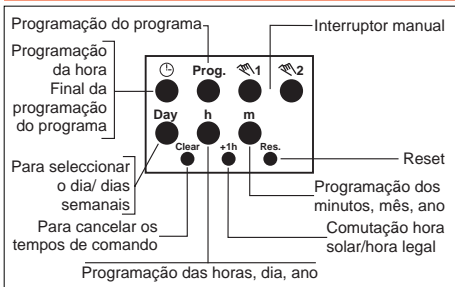 Programação do programa
Interruptor manual
Programação
da hora
Final da
programação
do programa
Prog.
1
2
Day
h
m
Clear
+1h
Res.
Reset
Para seleccionar
o dia/ dias
semanais
Programação dos
minutos, mês, ano
Para cancelar os
tempos de comando
Comutação hora
solar/hora legal
Programação das horas, dia, ano